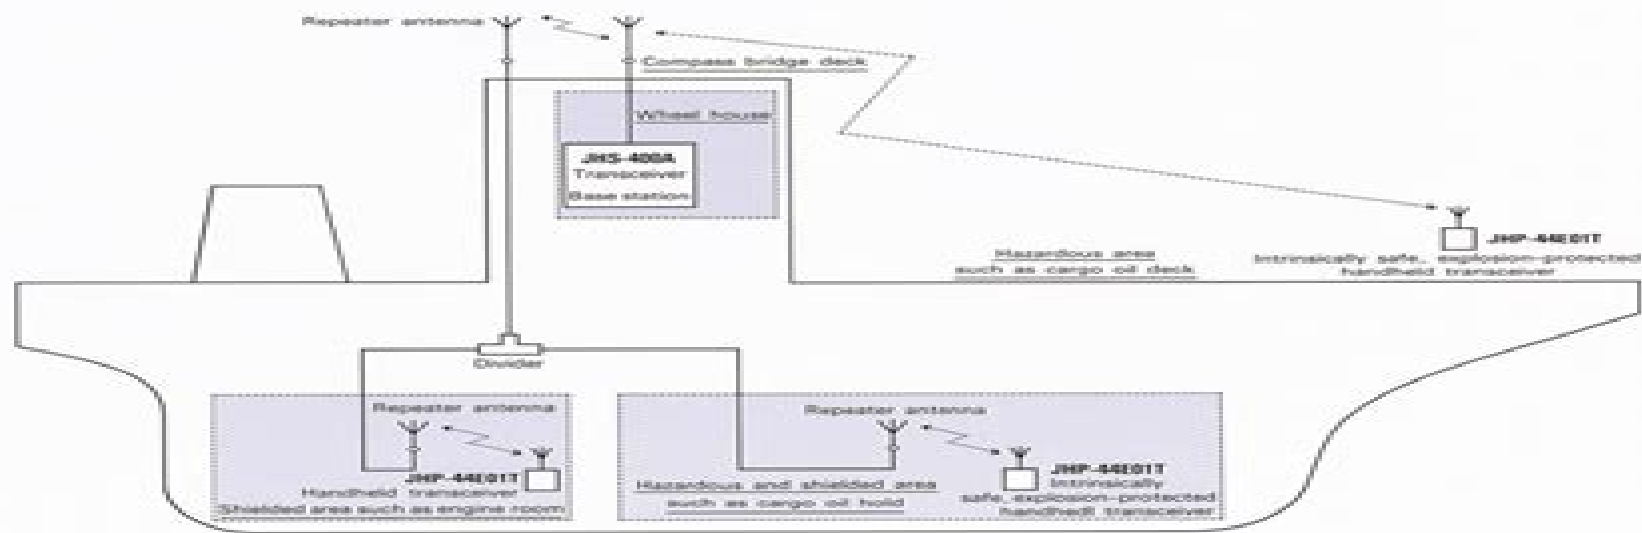 Repeater antenna
Compass bridge deck
Wheel house
JHS-400A
Transceiver
Base station
JHP-44E01T
Intrinsically safe, explosion-protected
handheld transceiver
Hazardous area
such as cargo oil deck
Divider
Repeater antenna
JHP-44E01T
Handheld transceiver
Shielded area such as engine room
Repeater antenna
Hazardous and shielded area
such as cargo oil hold
JHP-44E01T
Intrinsically
safe, explosion-protected
handhedl transceiver